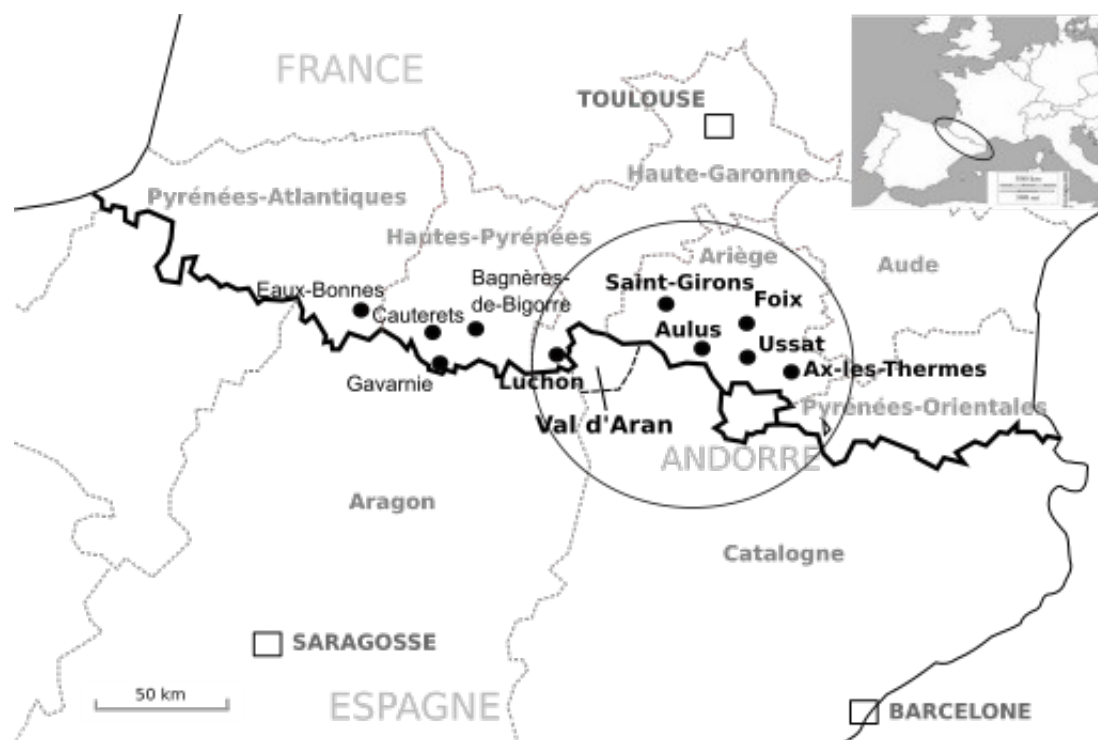 FRANCE
TOULOUSE
Haute-Garonne
Pyrénées-Atlantiques
Hautes-Pyrénées
Ariège
Aude
Bagnères-
de-Bigorre
Saint-Girons
Eaux-Bonnes
Foix
Cauterets
Aulus
Ussat
Gavarnie
Luchon
Ax-les-Thermes
Pyrénées-Orientales
Val d'Aran
ANDORRE
Aragon
Catalogne
SARAGOSSE
50 km
ESPAGNE
BARCELONE